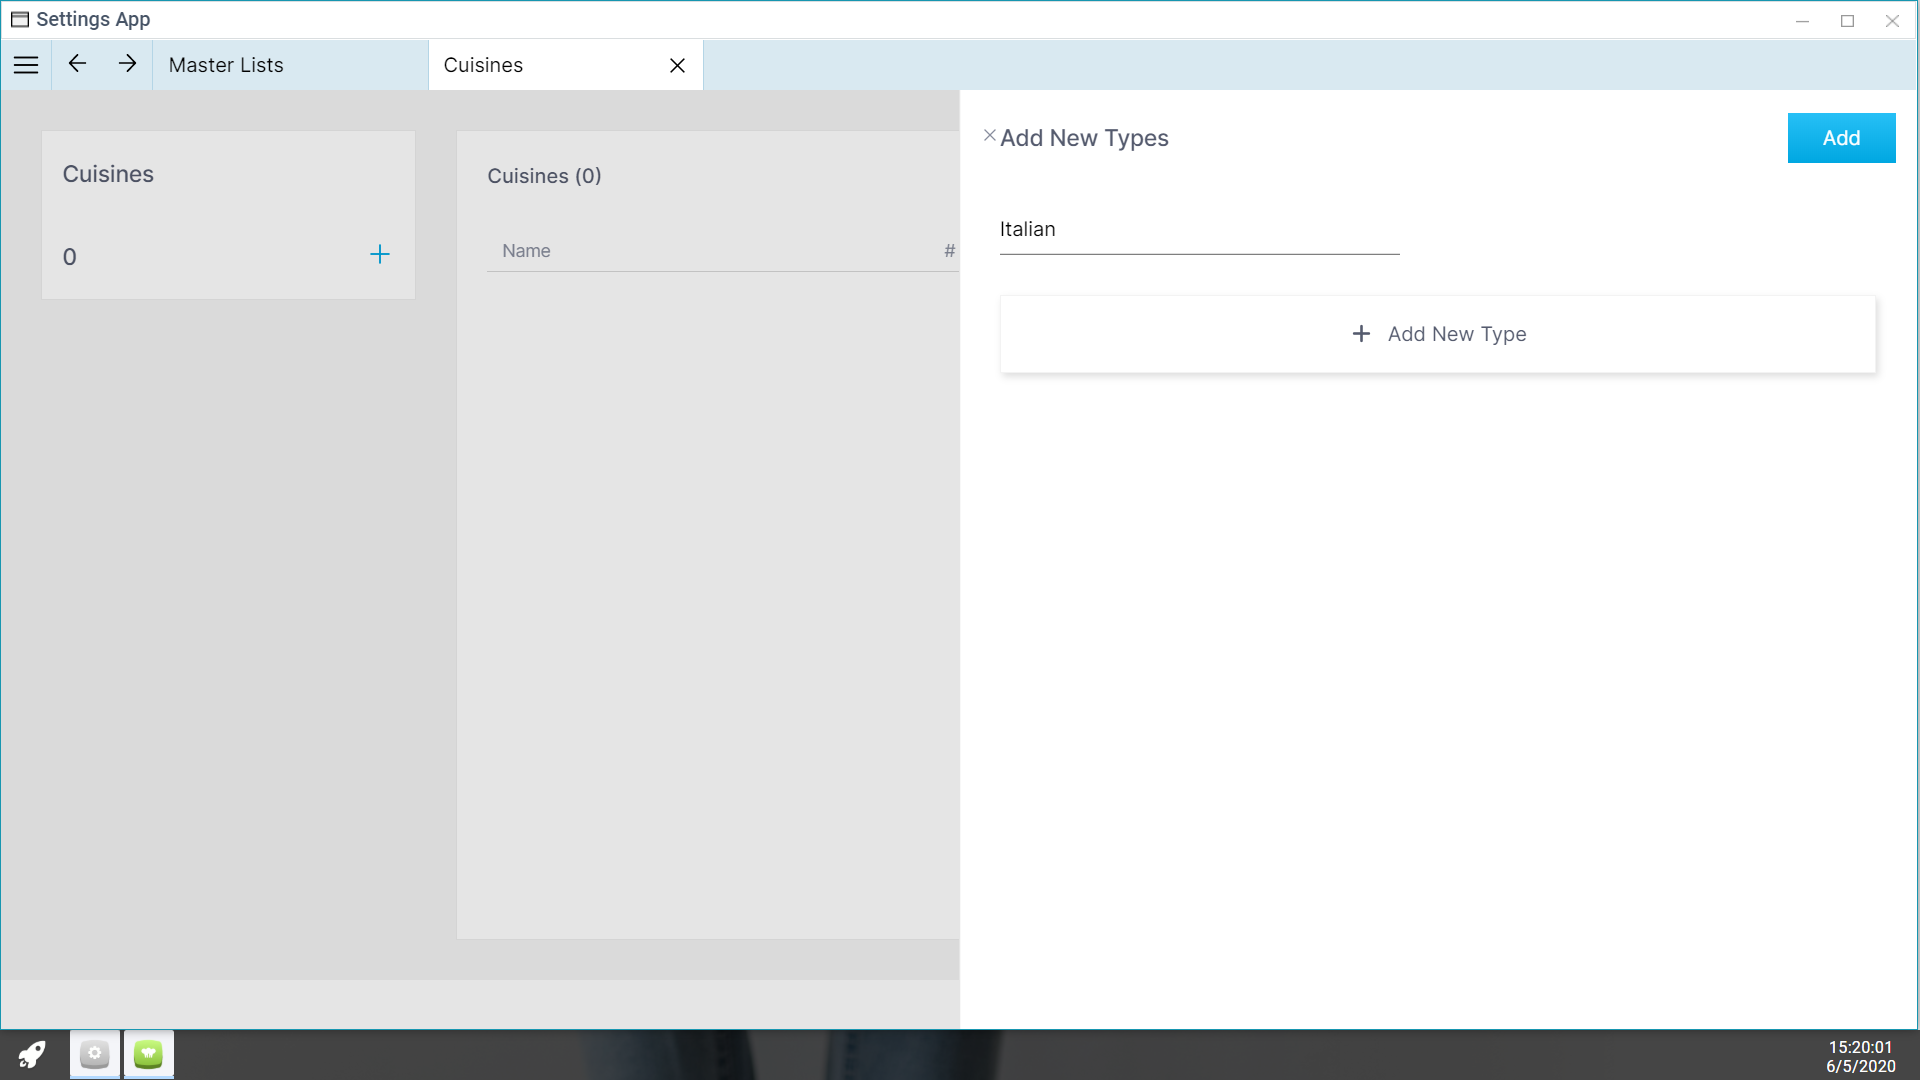 Settings App
Master Lists
Cuisines
Cuisines
0
Cuisines (0)
Name #
Add New Types
Add
Italian
Add New Type
15:20:01
6/5/2020